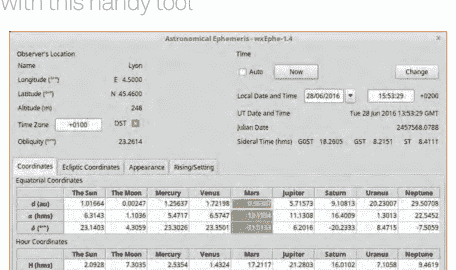 with this handy tool
Astronomical Ephemeris - wxEphe-1.4
Observer's Location
Time
Name Lyon
Auto Now Change
Longitude (°'") E 4.5000
Latitude (°'") N 45.4600
Local Date and Time 28/06/2016 15:53:29 +0200
Altitude (m) 248
UT Date and Time Tue 28 Jun 2016 13:53:29 GMT
Time Zone +0100 DST
Julian Date 2457568.0788
Obliquity (°'") 23.2614
Sideral Time (hms) G0ST 18.2605 GST 8.2151 ST 8.4111
Coordinates Ecliptic Coordinates Appearance Rising/Setting
Equatorial Coordinates
The Sun The Moon Mercury Venus Mars Jupiter Saturn Uranus Neptune
d (au) 1.01664 0.00247 1.25637 1.72198 5.71573 9.10813 20.23007 29.50708
α (hms) 6.3143 1.1036 5.4717 6.5747 11.1308 16.4009 1.3013 22.5452
δ (°'") 23.1403 4.3059 23.3026 23.3501 6.2016 -20.2333 8.4715 -7.5059
Hour Coordinates
The Sun The Moon Mercury Venus Mars Jupiter Saturn Uranus Neptune
H (hms) 2.0928 7.3035 2.5354 1.4324 17.2117 21.2803 16.0102 7.1058 9.4619